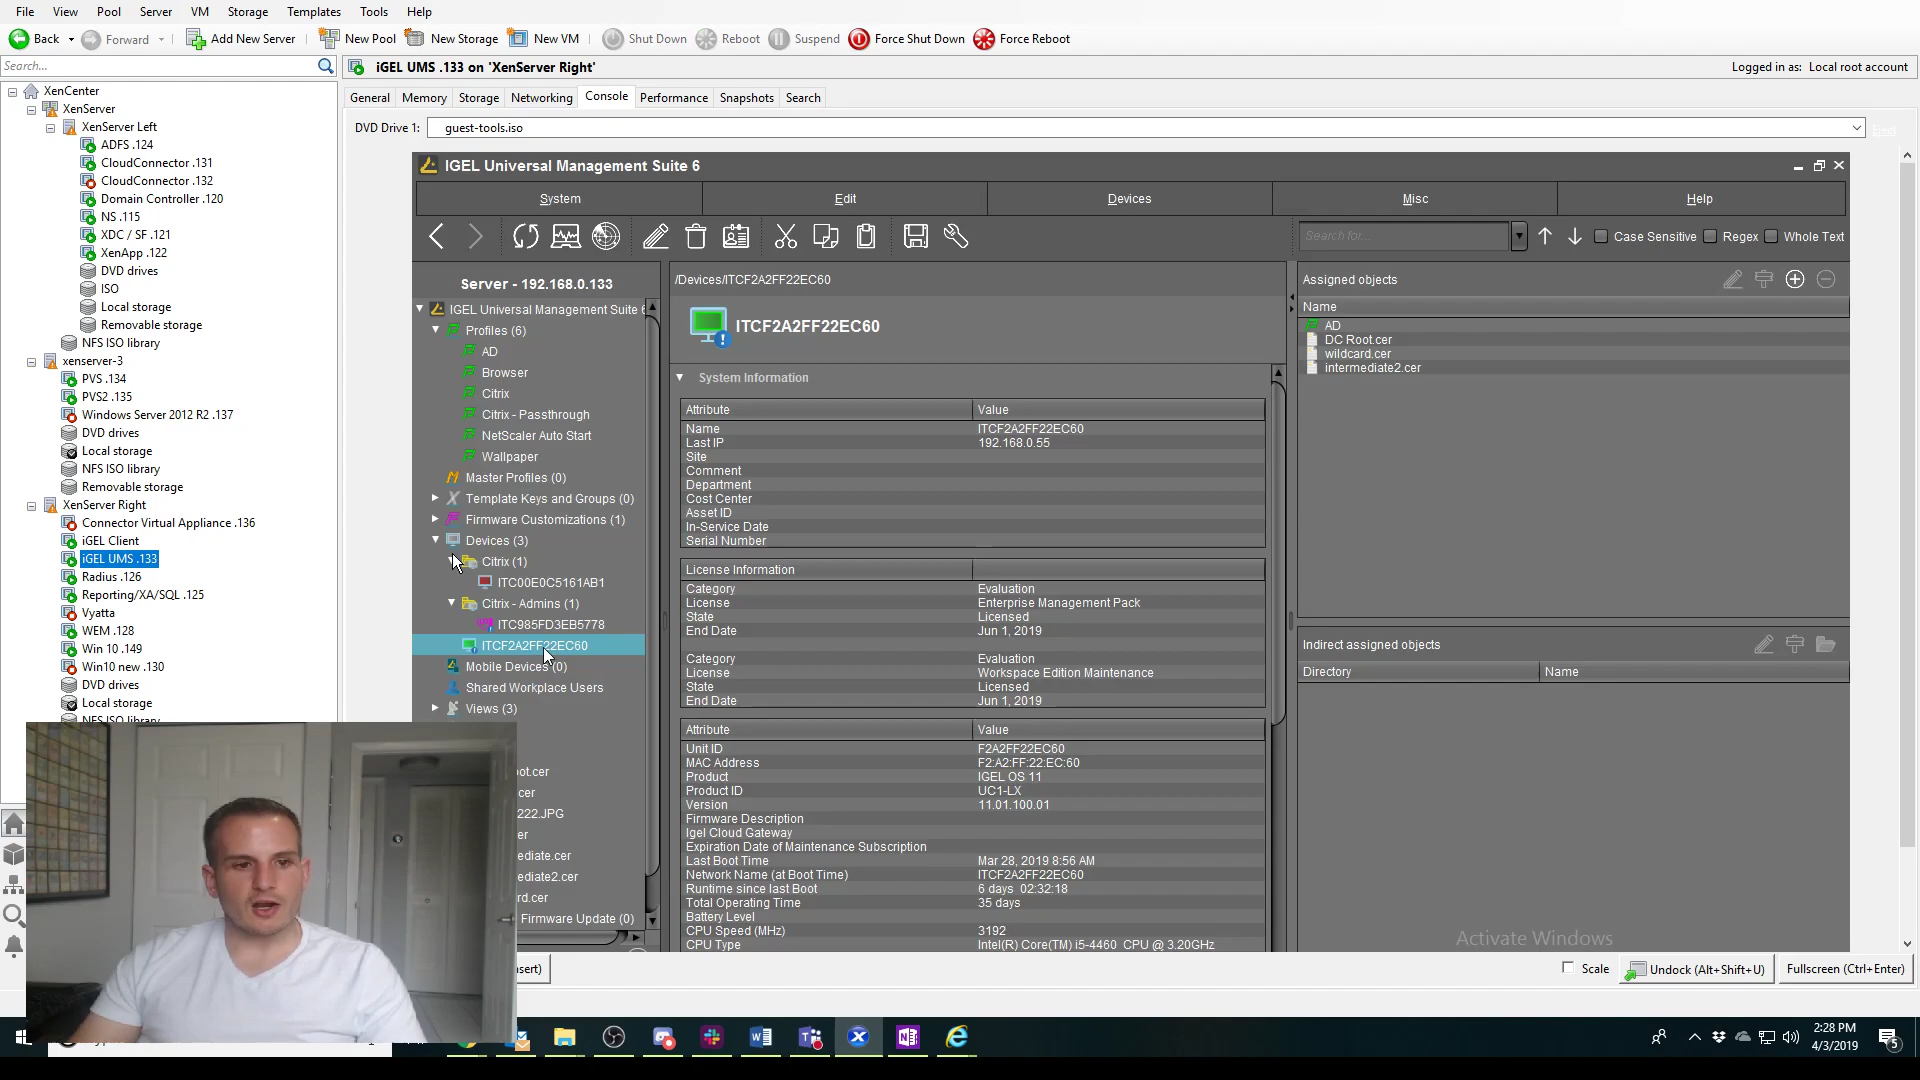 File View Pool Server VM Storage Templates Tools Help
Back Forward Add New Server New Pool New Storage New VM Shut Down Reboot Suspend Force Shut Down Force Reboot
Search...
iGEL UMS .133 on 'XenServer Right'
Logged in as: Local root account
XenCenter
XenServer
XenServer Left
ADFS .124
CloudConnector .131
CloudConnector .132
Domain Controller .120
NS .115
XDC / SF .121
XenApp .122
DVD drives
ISO
Local storage
Removable storage
NFS ISO library
xenserver-3
PVS .134
PVS2 .135
Windows Server 2012 R2 .137
DVD drives
Local storage
NFS ISO library
Removable storage
XenServer Right
Connector Virtual Appliance .136
iGEL Client
iGEL UMS .133
Radius .126
Reporting/XA/SQL .125
Vyatta
WEM .128
Win 10 .149
Win10 new .130
DVD drives
Local storage
NFS ISO library
General Memory Storage Networking Console Performance Snapshots Search
DVD Drive 1: guest-tools.iso
Eject
IGEL Universal Management Suite 6
System Edit Devices Misc Help
Search for...
Case Sensitive Regex Whole Text
Server - 192.168.0.133
IGEL Universal Management Suite 6
Profiles (6)
AD
Browser
Citrix
Citrix - Passthrough
NetScaler Auto Start
Wallpaper
Master Profiles (0)
Template Keys and Groups (0)
Firmware Customizations (1)
Devices (3)
Citrix (1)
ITC00E0C5161AB1
Citrix - Admins (1)
ITC985FD3EB5778
ITCF2A2FF22EC60
Mobile Devices (0)
Shared Workplace Users
Views (3)
oot.cer
cer
222.JPG
er
ediate.cer
ediate2.cer
rd.cer
Firmware Update (0)
/Devices/ITCF2A2FF22EC60
ITCF2A2FF22EC60
System Information
Attribute Value
Name ITCF2A2FF22EC60
Last IP 192.168.0.55
Site
Comment
Department
Cost Center
Asset ID
In-Service Date
Serial Number
License Information
Category Evaluation
License Enterprise Management Pack
State Licensed
End Date Jun 1, 2019
Category Evaluation
License Workspace Edition Maintenance
State Licensed
End Date Jun 1, 2019
Attribute Value
Unit ID F2A2FF22EC60
MAC Address F2:A2:FF:22:EC:60
Product IGEL OS 11
Product ID UC1-LX
Version 11.01.100.01
Firmware Description
Igel Cloud Gateway
Expiration Date of Maintenance Subscription
Last Boot Time Mar 28, 2019 8:56 AM
Network Name (at Boot Time) ITCF2A2FF22EC60
Runtime since last Boot 6 days 02:32:18
Total Operating Time 35 days
Battery Level
CPU Speed (MHz) 3192
CPU Type Intel(R) Core(TM) i5-4460 CPU @ 3.20GHz
Assigned objects
Name
AD
DC Root.cer
wildcard.cer
intermediate2.cer
Indirect assigned objects
Directory Name
Activate Windows
nsert)
Scale Undock (Alt+Shift+U) Fullscreen (Ctrl+Enter)
2:28 PM
4/3/2019
5